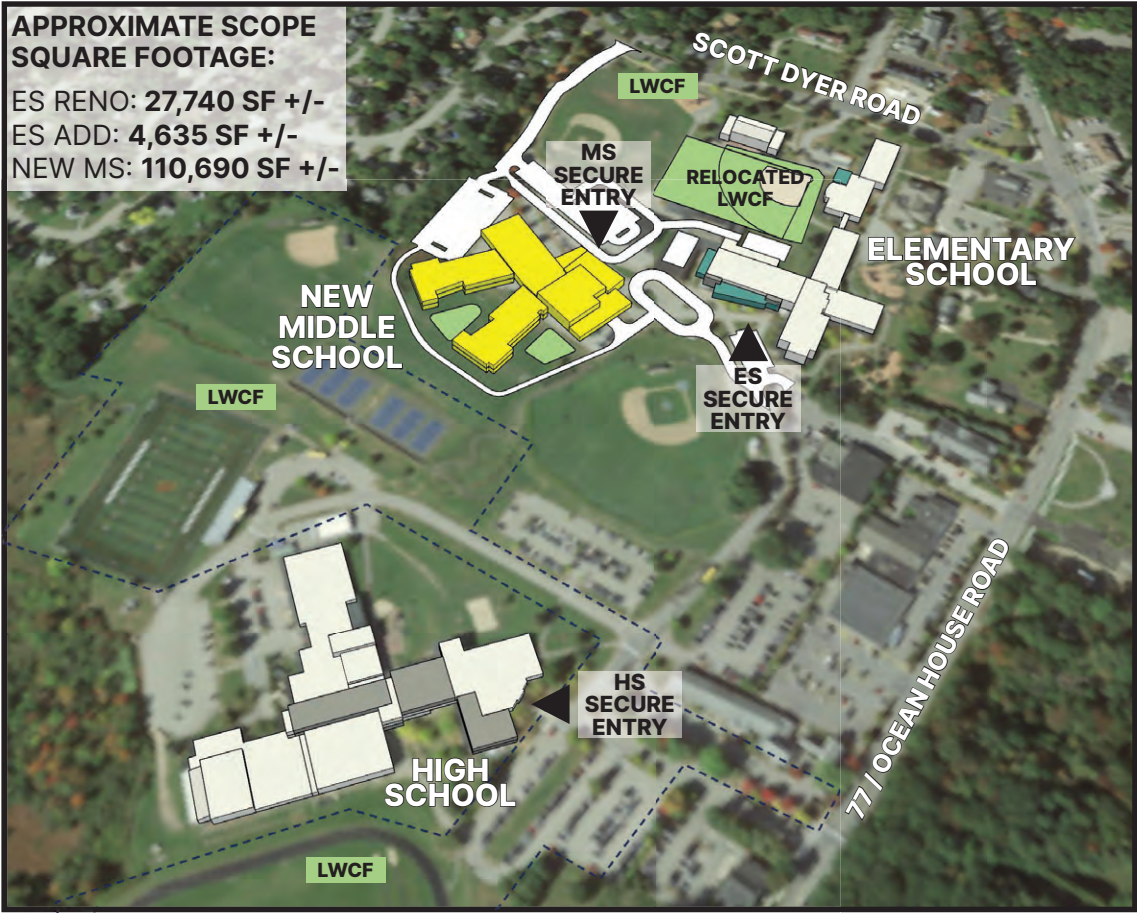 APPROXIMATE SCOPE
SQUARE FOOTAGE:
ES RENO: 27,740 SF +/-
ES ADD: 4,635 SF +/-
NEW MS: 110,690 SF +/-
LWCF
SCOTT DYER ROAD
MS
SECURE
ENTRY
RELOCATED
LWCF
ELEMENTARY
SCHOOL
NEW
MIDDLE
SCHOOL
ES
SECURE
ENTRY
LWCF
77 / OCEAN HOUSE ROAD
HS
SECURE
ENTRY
HIGH
SCHOOL
LWCF